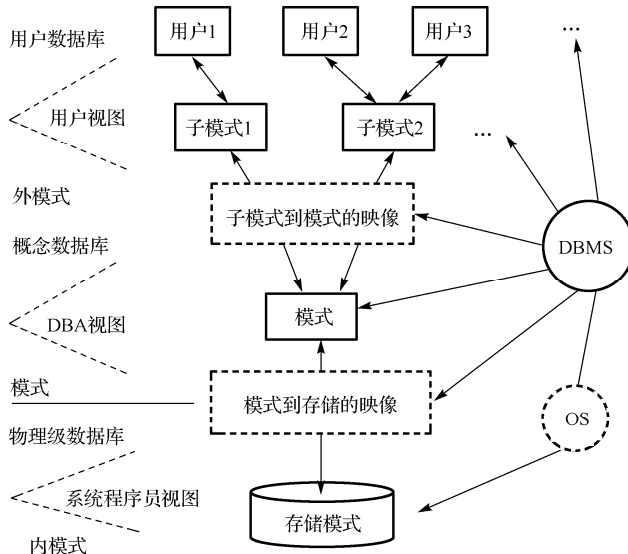 用户数据库
用户1
用户2
用户3
...
用户视图
子模式1
子模式2
...
外模式
子模式到模式的映像
概念数据库
DBMS
DBA视图
模式
模式
模式到存储的映像
OS
物理级数据库
系统程序员视图
存储模式
内模式